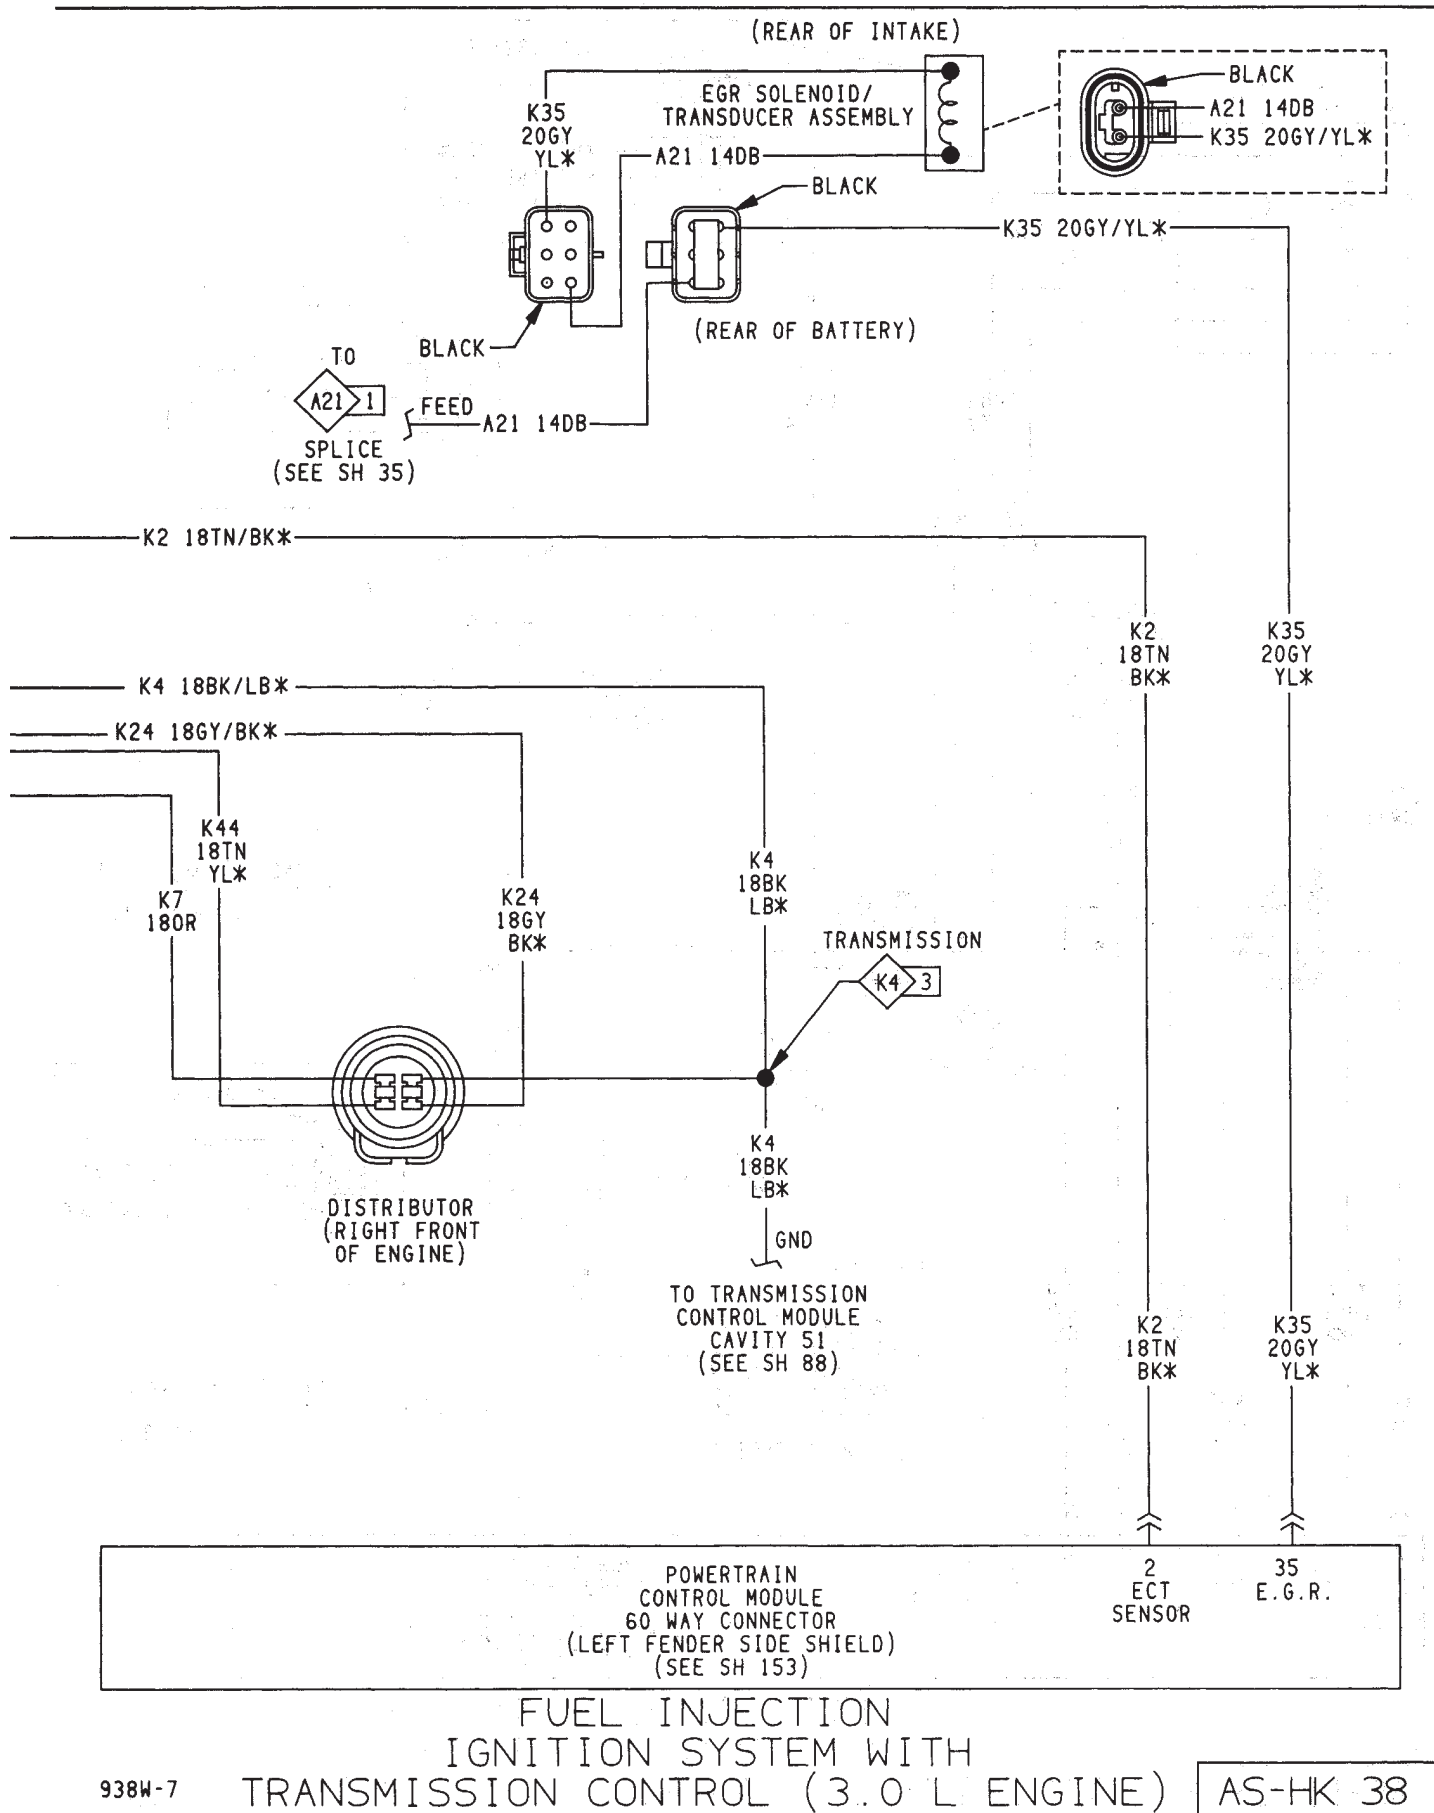 (REAR OF INTAKE)
BLACK
EGR SOLENOID/
TRANSDUCER ASSEMBLY
A21 14DB
K35 20GY/YL*
K35
20GY
YL*
A21 14DB
BLACK
K35 20GY/YL*
(REAR OF BATTERY)
BLACK
TO
A21 1
SPLICE
(SEE SH 35)
FEED
A21 14DB
K2 18TN/BK*
K2
18TN
BK*
K35
20GY
YL*
K4 18BK/LB*
K24 18GY/BK*
K44
18TN
YL*
K7
18OR
K24
18GY
BK*
K4
18BK
LB*
TRANSMISSION
K4 3
K4
18BK
LB*
DISTRIBUTOR
(RIGHT FRONT
OF ENGINE)
GND
TO TRANSMISSION
CONTROL MODULE
CAVITY 51
(SEE SH 88)
K2
18TN
BK*
K35
20GY
YL*
POWERTRAIN
CONTROL MODULE
60 WAY CONNECTOR
(LEFT FENDER SIDE SHIELD)
(SEE SH 153)
2
ECT
SENSOR
35
E.G.R.
FUEL INJECTION
IGNITION SYSTEM WITH
TRANSMISSION CONTROL (3.0 L ENGINE)
938W-7
AS-HK 38